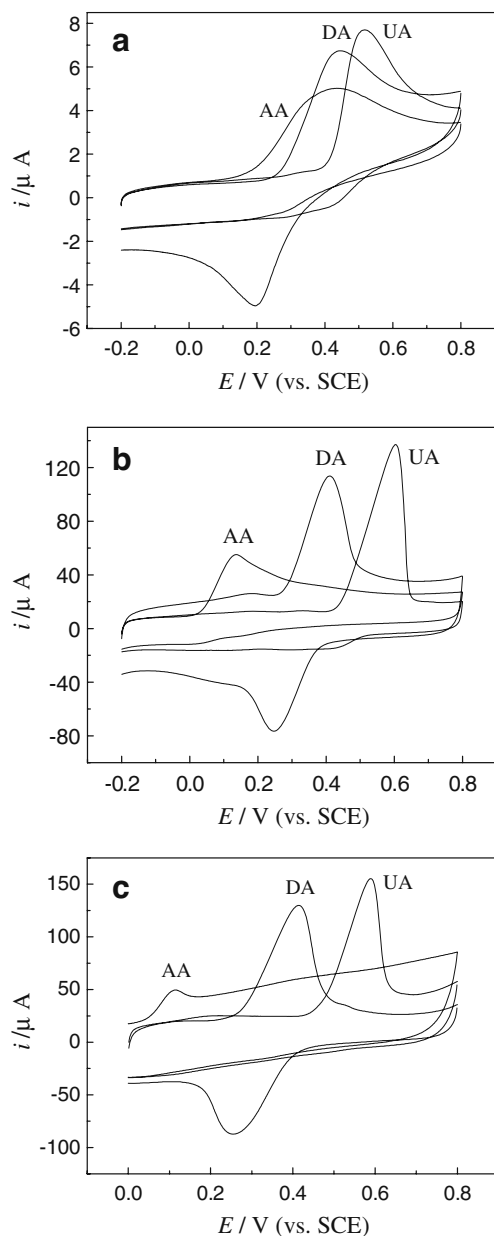 a
DA
UA
AA
8
6
4
2
0
-2
-4
-6
i /μ A
-0.2 0.0 0.2 0.4 0.6 0.8
E / V (vs. SCE)
b
DA
UA
AA
120
80
40
0
-40
-80
i /μ A
-0.2 0.0 0.2 0.4 0.6 0.8
E / V (vs. SCE)
c
DA
UA
AA
150
100
50
0
-50
-100
i /μ A
0.0 0.2 0.4 0.6 0.8
E / V (vs. SCE)